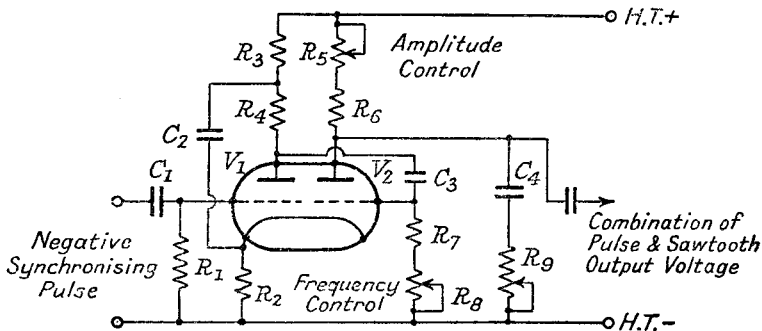 H.T.+
R3
R5
Amplitude
Control
R4
R6
C2
V1
V2
C1
C3
C4
Negative
Synchronising
Pulse
R1
R2
R7
Frequency
Control
R8
R9
Combination of
Pulse & Sawtooth
Output Voltage
H.T.-